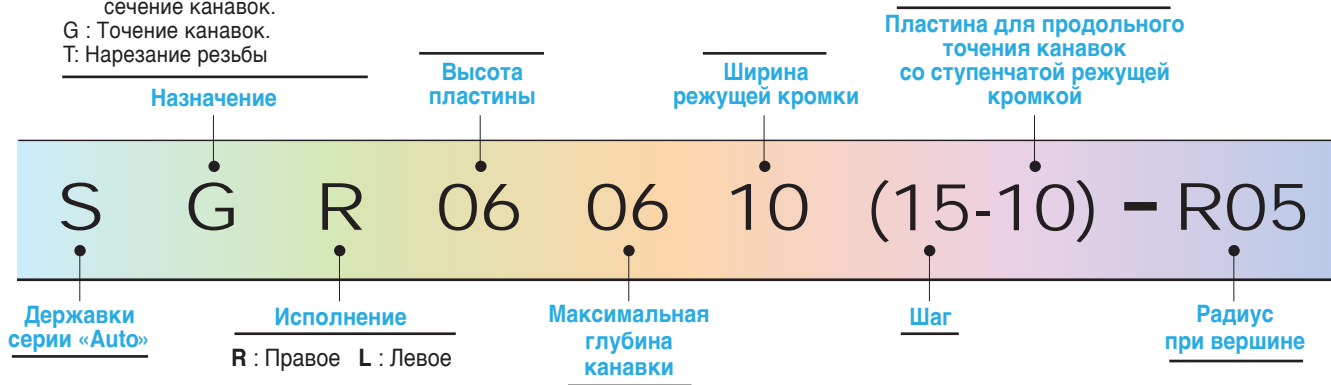 сечение канавок.
G : Точение канавок.
T: Нарезание резьбы
Назначение
Высота
пластины
Ширина
режущей кромки
Пластина для продольного
точения канавок
со ступенчатой режущей
кромкой
S G R 06 06 10 (15-10) – R05
Державки
серии «Auto»
Исполнение
R : Правое L : Левое
Максимальная
глубина
канавки
Шаг
Радиус
при вершине